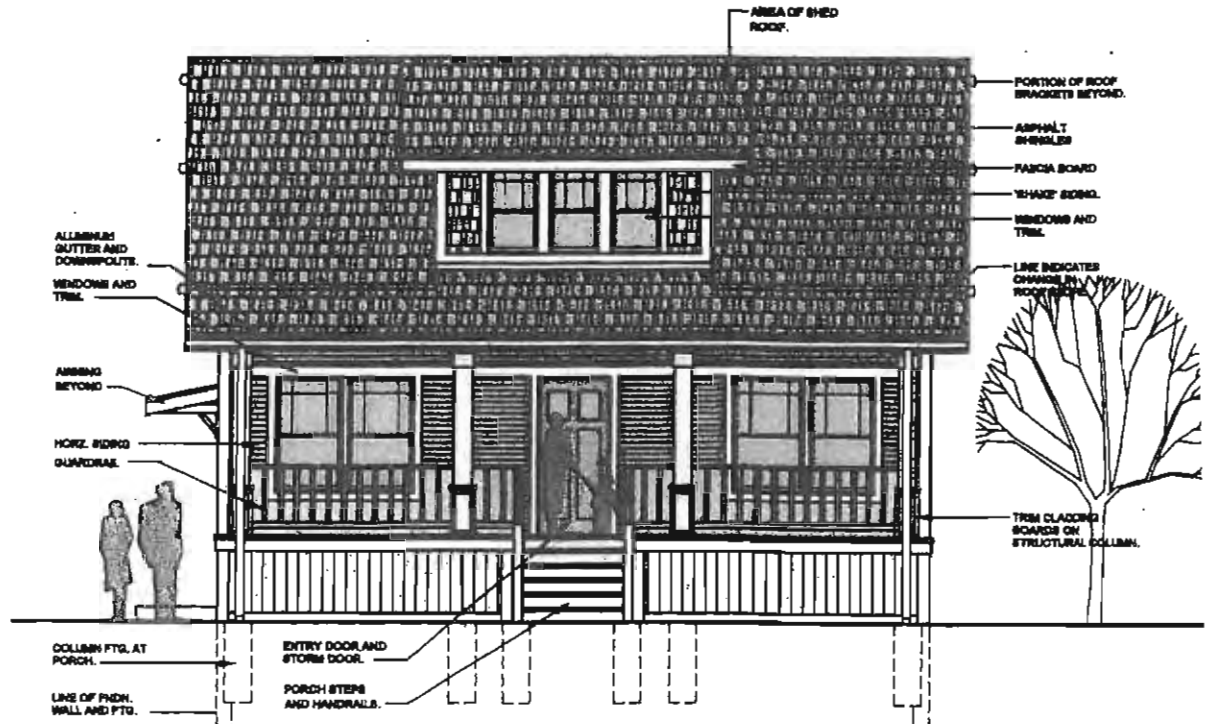 AREA OF SHED
ROOF.
PORTION OF ROOF
BRACKETS BEYOND.
ASPHALT
SHINGLES
FASCIA BOARD
'SHAKE' SIDING.
WINDOWS AND
TRIM.
LINE INDICATES
CHANGE IN
ROOF SLOPE.
TRIM CLADDING
BOARDS ON
STRUCTURAL COLUMN.
ALUMINUM
GUTTER AND
DOWNSPOUTS.
WINDOWS AND
TRIM.
AWNING
BEYOND
HORZ. SIDING
GUARDRAIL
COLUMN FTG. AT
PORCH.
LINE OF FNDN.
WALL AND FTG.
ENTRY DOOR AND
STORM DOOR.
PORCH STEPS
AND HANDRAILS.